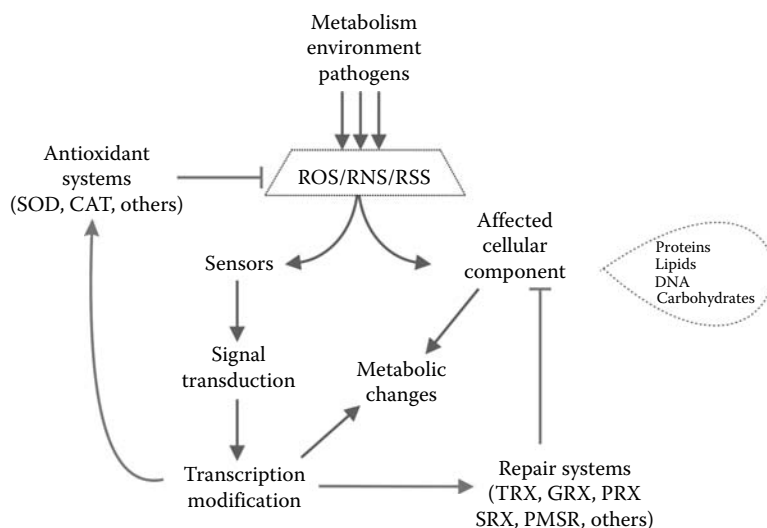 Metabolism
environment
pathogens
Antioxidant
systems
(SOD, CAT, others)
ROS/RNS/RSS
Affected
cellular
component
Proteins
Lipids
DNA
Carbohydrates
Sensors
Signal
transduction
Metabolic
changes
Transcription
modification
Repair systems
(TRX, GRX, PRX
SRX, PMSR, others)